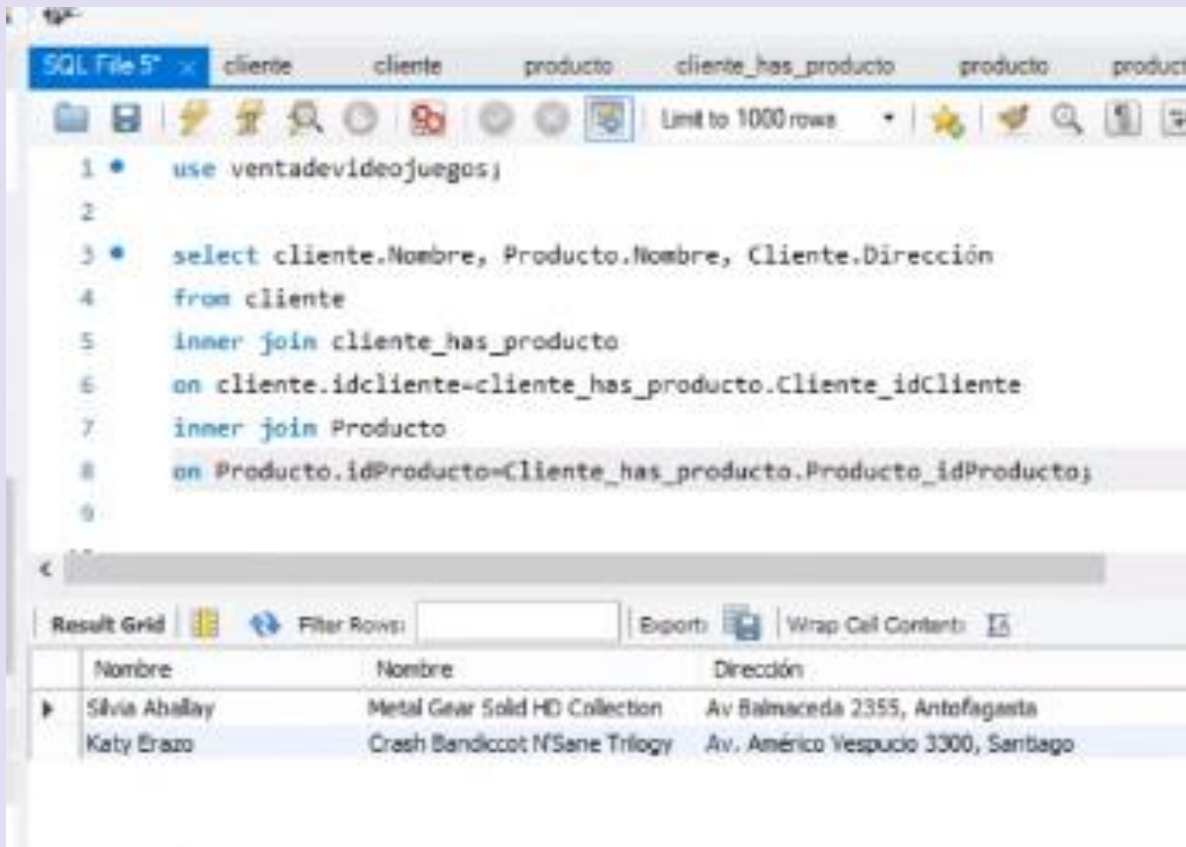 SQL File 5* cliente cliente producto cliente_has_producto producto product
Limit to 1000 rows
1 use ventadevideojuegos;
2
3 select cliente.Nombre, Producto.Nombre, Cliente.Dirección
4 from cliente
5 inner join cliente_has_producto
6 on cliente.idcliente=cliente_has_producto.Cliente_idCliente
7 inner join Producto
8 on Producto.idProducto=Cliente_has_producto.Producto_idProducto;
9
Result Grid Filter Rows: Export: Wrap Cell Content: IA
Nombre Nombre Dirección
Silvia Aballay Metal Gear Solid HD Collection Av Balmaceda 2355, Antofagasta
Katy Erazo Crash Bandiccot N'Sane Trilogy Av. Américo Vespucio 3300, Santiago